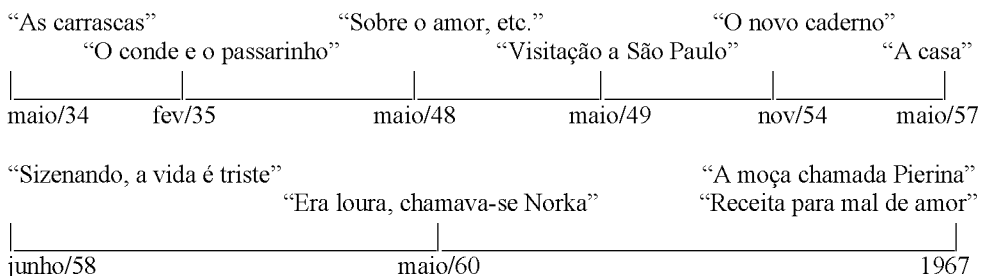 “As carrascas” “Sobre o amor, etc.” “O novo caderno”
“O conde e o passarinho” “Visitação a São Paulo” “A casa”
maio/34 fev/35 maio/48 maio/49 nov/54 maio/57
“Sizenando, a vida é triste” “A moça chamada Pierina”
“Era loura, chamava-se Norka” “Receita para mal de amor”
junho/58 maio/60 1967